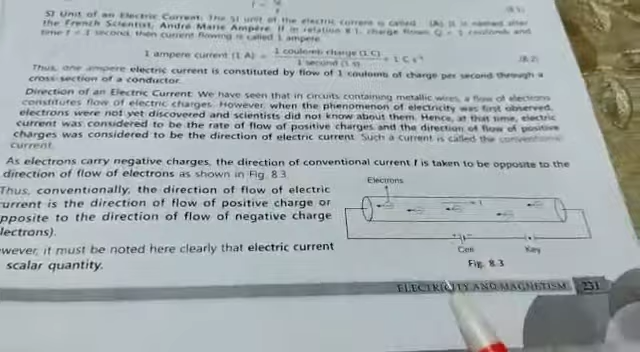 SI Unit of an Electric Current. The SI unit of the electric current is called (A). It is named after
the French Scientist, André Marie Ampere. If in relation 8.1, charge flows Q = 1 coulomb and
time t = 1 second, then current flowing is called 1 ampere
1 ampere current (1 A) = 1 coulomb charge (1 C) / 1 second (1 s) = 1 C s⁻¹ (8.2)
Thus, one ampere electric current is constituted by flow of 1 coulomb of charge per second through a
cross-section of a conductor.
Direction of an Electric Current. We have seen that in circuits containing metallic wires, a flow of electrons
constitutes flow of electric charges. However, when the phenomenon of electricity was first observed,
electrons were not yet discovered and scientists did not know about them. Hence, at that time, electric
current was considered to be the rate of flow of positive charges and the direction of flow of positive
charges was considered to be the direction of electric current. Such a current is called the conventional
current.
As electrons carry negative charges, the direction of conventional current I is taken to be opposite to the
direction of flow of electrons as shown in Fig. 8.3.
Thus, conventionally, the direction of flow of electric
urrent is the direction of flow of positive charge or
pposite to the direction of flow of negative charge
lectrons).
wever, it must be noted here clearly that electric current
scalar quantity.
Electrons
I
Cell
Key
Fig. 8.3
ELECTRICITY AND MAGNETISM 231